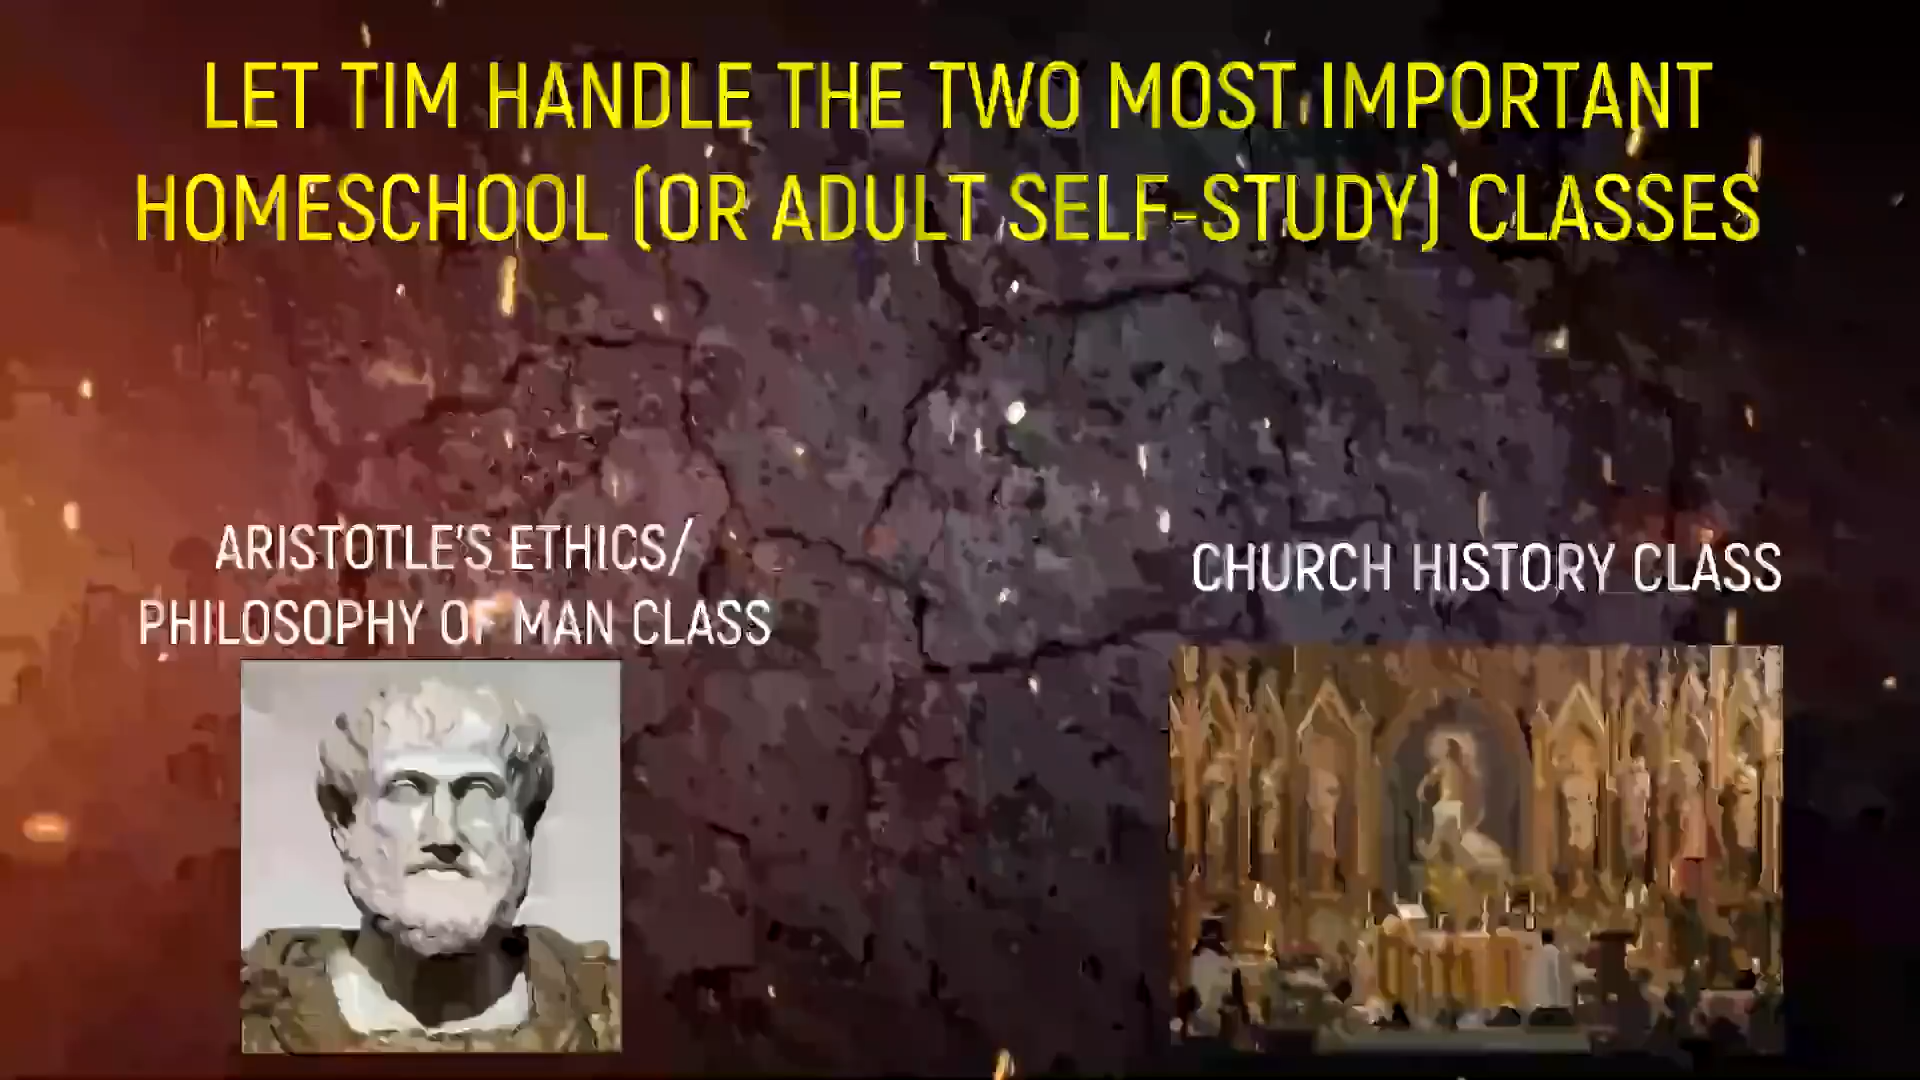 LET TIM HANDLE THE TWO MOST IMPORTANT
HOMESCHOOL (OR ADULT SELF-STUDY) CLASSES
ARISTOTLE'S ETHICS/
PHILOSOPHY OF MAN CLASS
CHURCH HISTORY CLASS